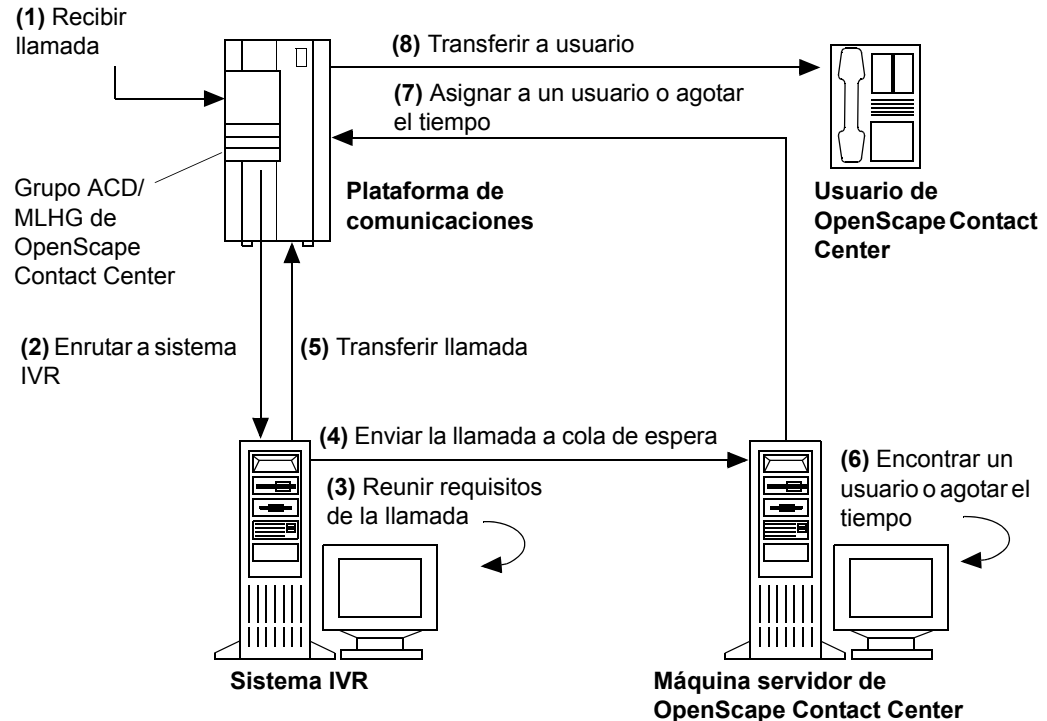 (1) Recibir
llamada
(8) Transferir a usuario
(7) Asignar a un usuario o agotar
el tiempo
Grupo ACD/
MLHG de
OpenScape
Contact Center
Plataforma de
comunicaciones
Usuario de
OpenScape Contact
Center
(2) Enrutar a sistema
IVR
(5) Transferir llamada
(4) Enviar la llamada a cola de espera
(3) Reunir requisitos
de la llamada
(6) Encontrar un
usuario o agotar el
tiempo
Sistema IVR
Máquina servidor de
OpenScape Contact Center